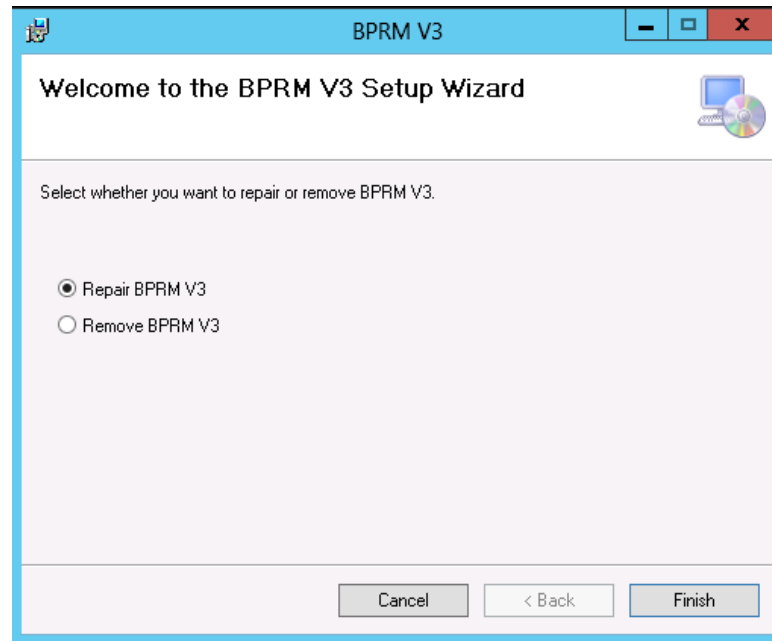 BPRM V3
Welcome to the BPRM V3 Setup Wizard
Select whether you want to repair or remove BPRM V3.
Repair BPRM V3
Remove BPRM V3
Cancel
< Back
Finish